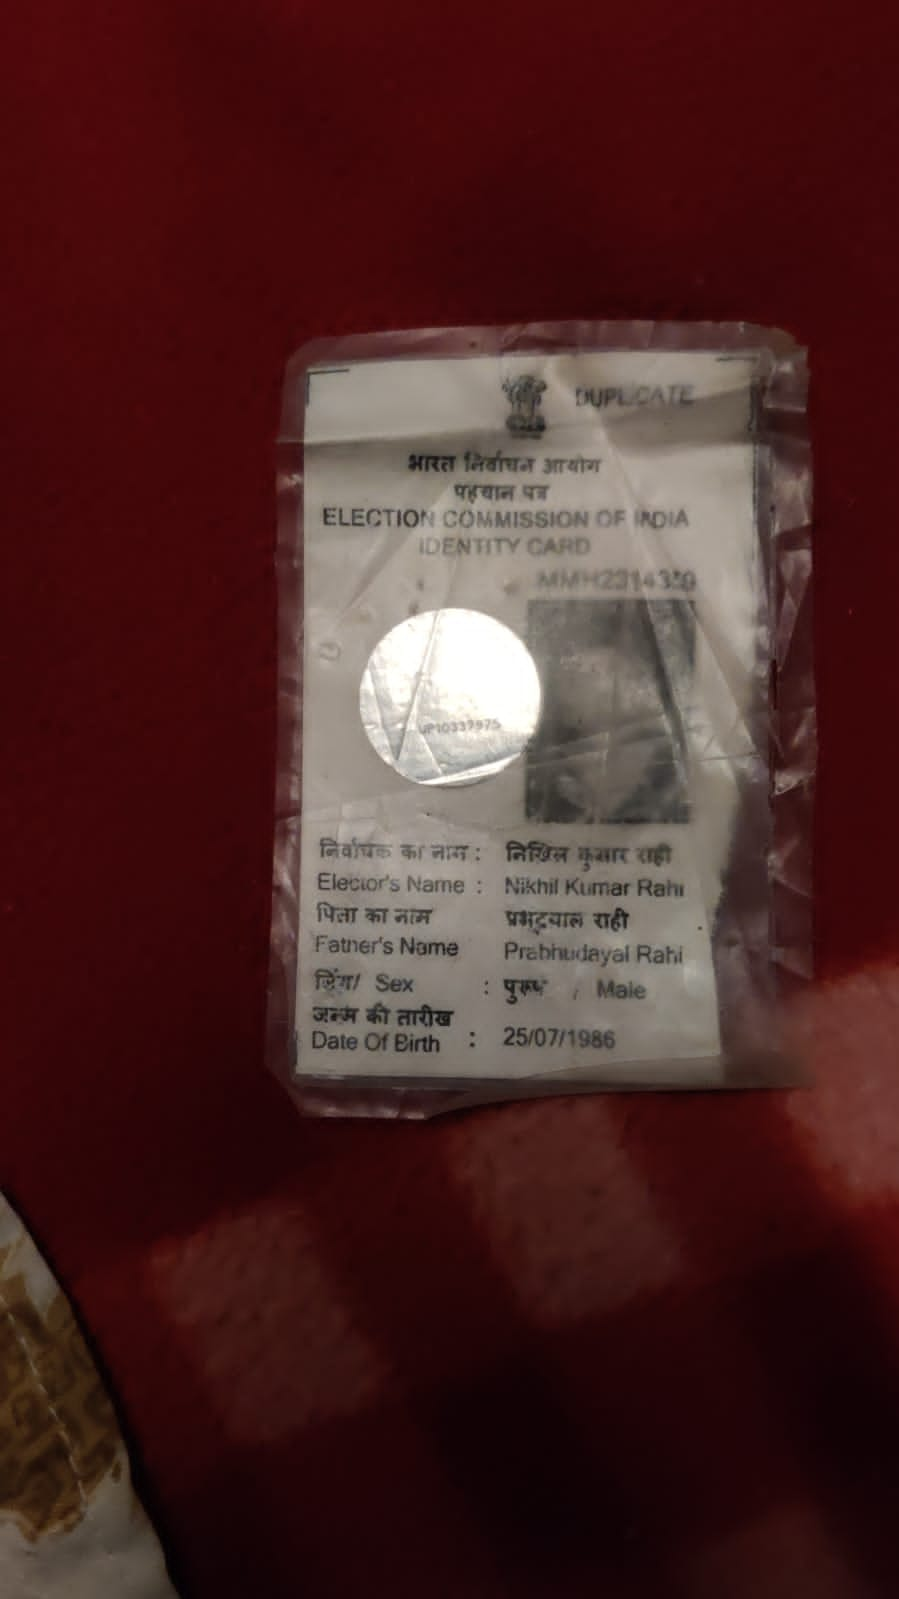 DUPLICATE
भारत निर्वाचन आयोग
पहचान पत्र
ELECTION COMMISSION OF INDIA
IDENTITY CARD
UP10337975
निर्वाचक का नाम : निखिल कुमार राही
Elector's Name : Nikhil Kumar Rahi
पिता का नाम प्रभुदयाल राही
Father's Name Prabhudayal Rahi
लिंग/ Sex : पुरूष / Male
जन्म की तारीख
Date Of Birth : 25/07/1986